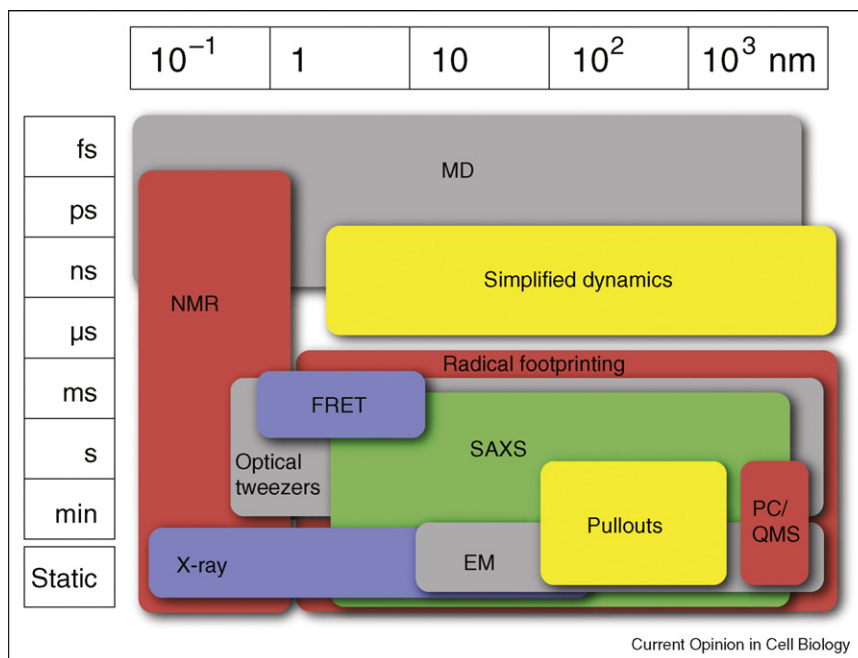 10⁻¹ 1 10 10² 10³ nm
fs
MD
ps
ns
Simplified dynamics
NMR
µs
Radical footprinting
ms
FRET
SAXS
s
Optical
tweezers
PC/
QMS
min
Pullouts
X-ray
EM
Static
Current Opinion in Cell Biology